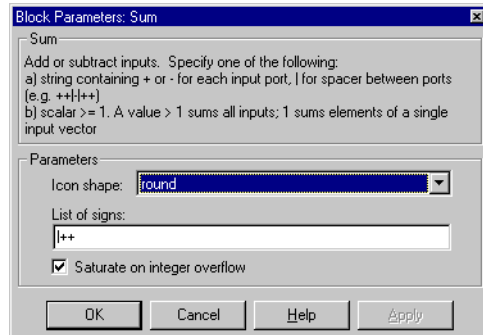 Block Parameters: Sum
Sum
Add or subtract inputs.  Specify one of the following:
a) string containing + or - for each input port, | for spacer between ports
(e.g. ++|-|++)
b) scalar >= 1. A value > 1 sums all inputs; 1 sums elements of a single
input vector
Parameters
Icon shape: round
List of signs:
|++
Saturate on integer overflow
OK Cancel Help Apply